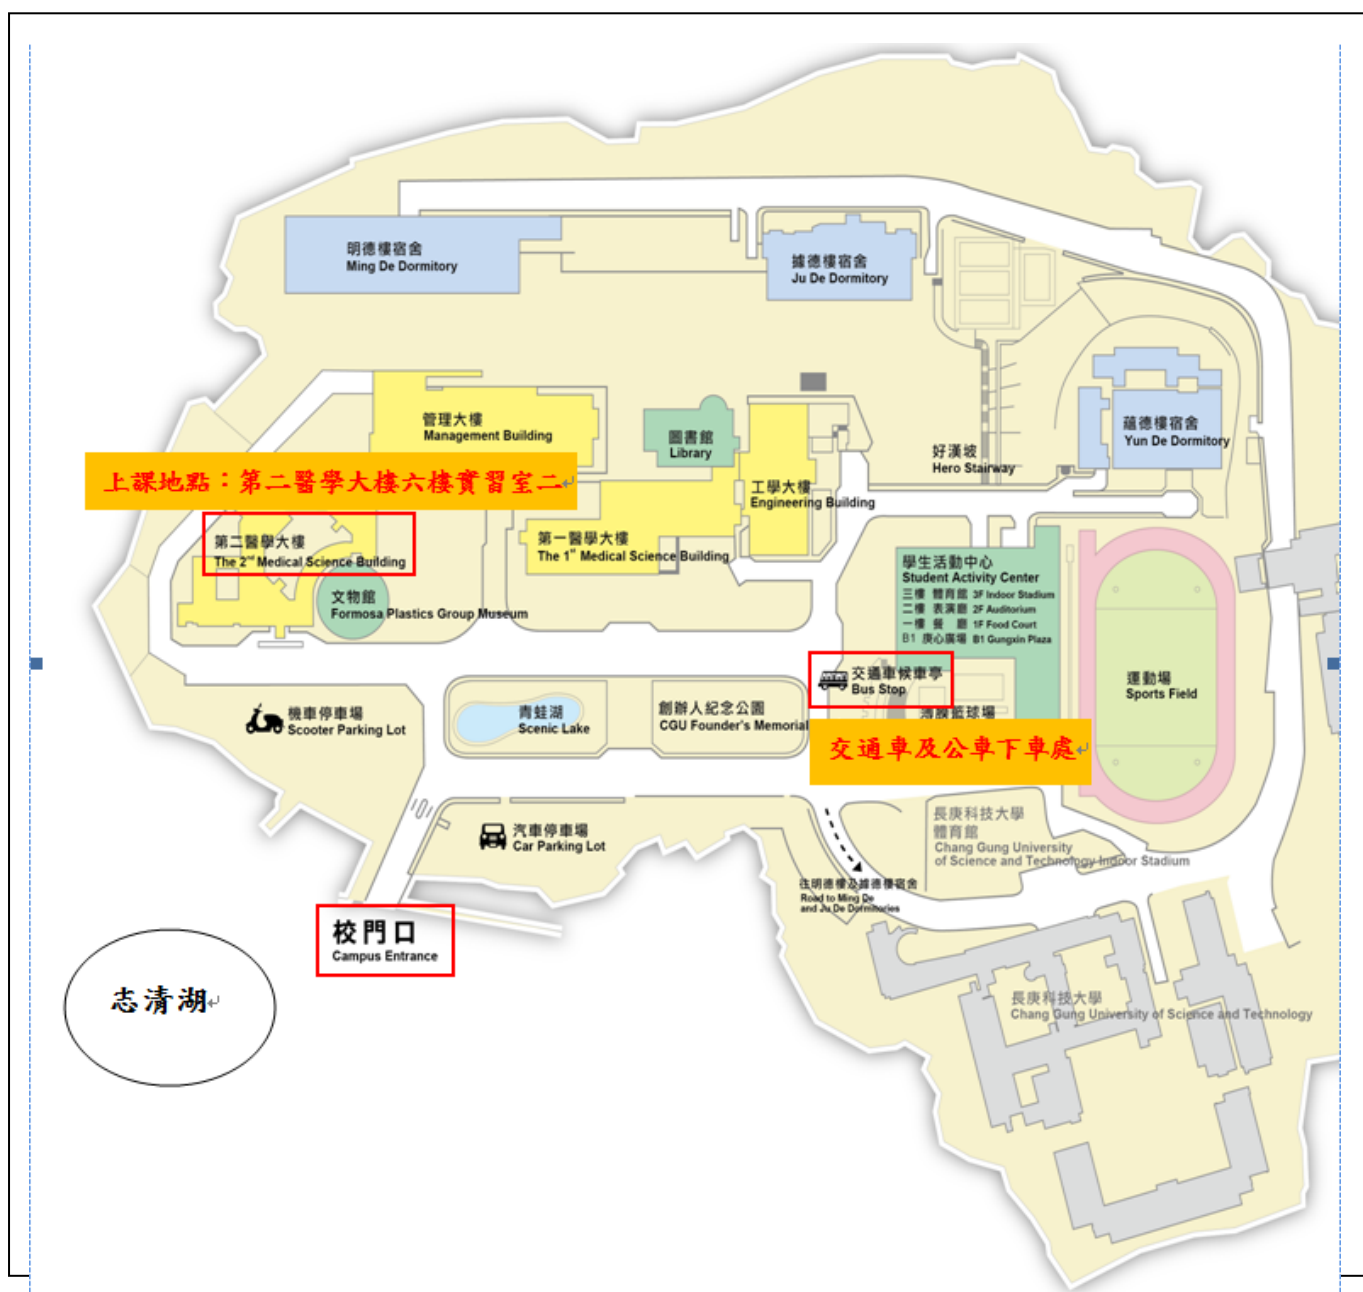 明德樓宿舍
Ming De Dormitory
據德樓宿舍
Ju De Dormitory
管理大樓
Management Building
圖書館
Library
好漢坡
Hero Stairway
蘊德樓宿舍
Yun De Dormitory
上課地點：第二醫學大樓六樓實習室二
工學大樓
Engineering Building
第二醫學大樓
The 2nd Medical Science Building
第一醫學大樓
The 1st Medical Science Building
文物館
Formosa Plastics Group Museum
學生活動中心
Student Activity Center
三樓 體育館 3F Indoor Stadium
二樓 表演廳 2F Auditorium
一樓 餐廳 1F Food Court
B1 庚心廣場 B1 Gungxin Plaza
運動場
Sports Field
交通車候車亭
Bus Stop
機車停車場
Scooter Parking Lot
青蛙湖
Scenic Lake
創辦人紀念公園
CGU Founder's Memorial
籃球場
交通車及公車下車處
汽車停車場
Car Parking Lot
長庚科技大學
體育館
Chang Gung University
of Science and Technology Indoor Stadium
往明德樓及據德樓宿舍
Road to Ming De
and Ju De Dormitories
校門口
Campus Entrance
志清湖
長庚科技大學
Chang Gung University of Science and Technology